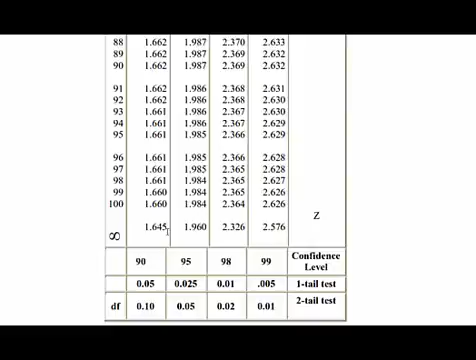 88 1.662 1.987 2.370 2.633
89 1.662 1.987 2.369 2.632
90 1.662 1.987 2.369 2.632
91 1.662 1.986 2.368 2.631
92 1.662 1.986 2.368 2.630
93 1.661 1.986 2.367 2.630
94 1.661 1.986 2.367 2.629
95 1.661 1.985 2.366 2.629
96 1.661 1.985 2.366 2.628
97 1.661 1.985 2.365 2.628
98 1.661 1.984 2.365 2.627
99 1.660 1.984 2.365 2.626
100 1.660 1.984 2.364 2.626
Z
∞ 1.645 1.960 2.326 2.576
90 95 98 99 Confidence
Level
0.05 0.025 0.01 .005 1-tail test
df 0.10 0.05 0.02 0.01 2-tail test